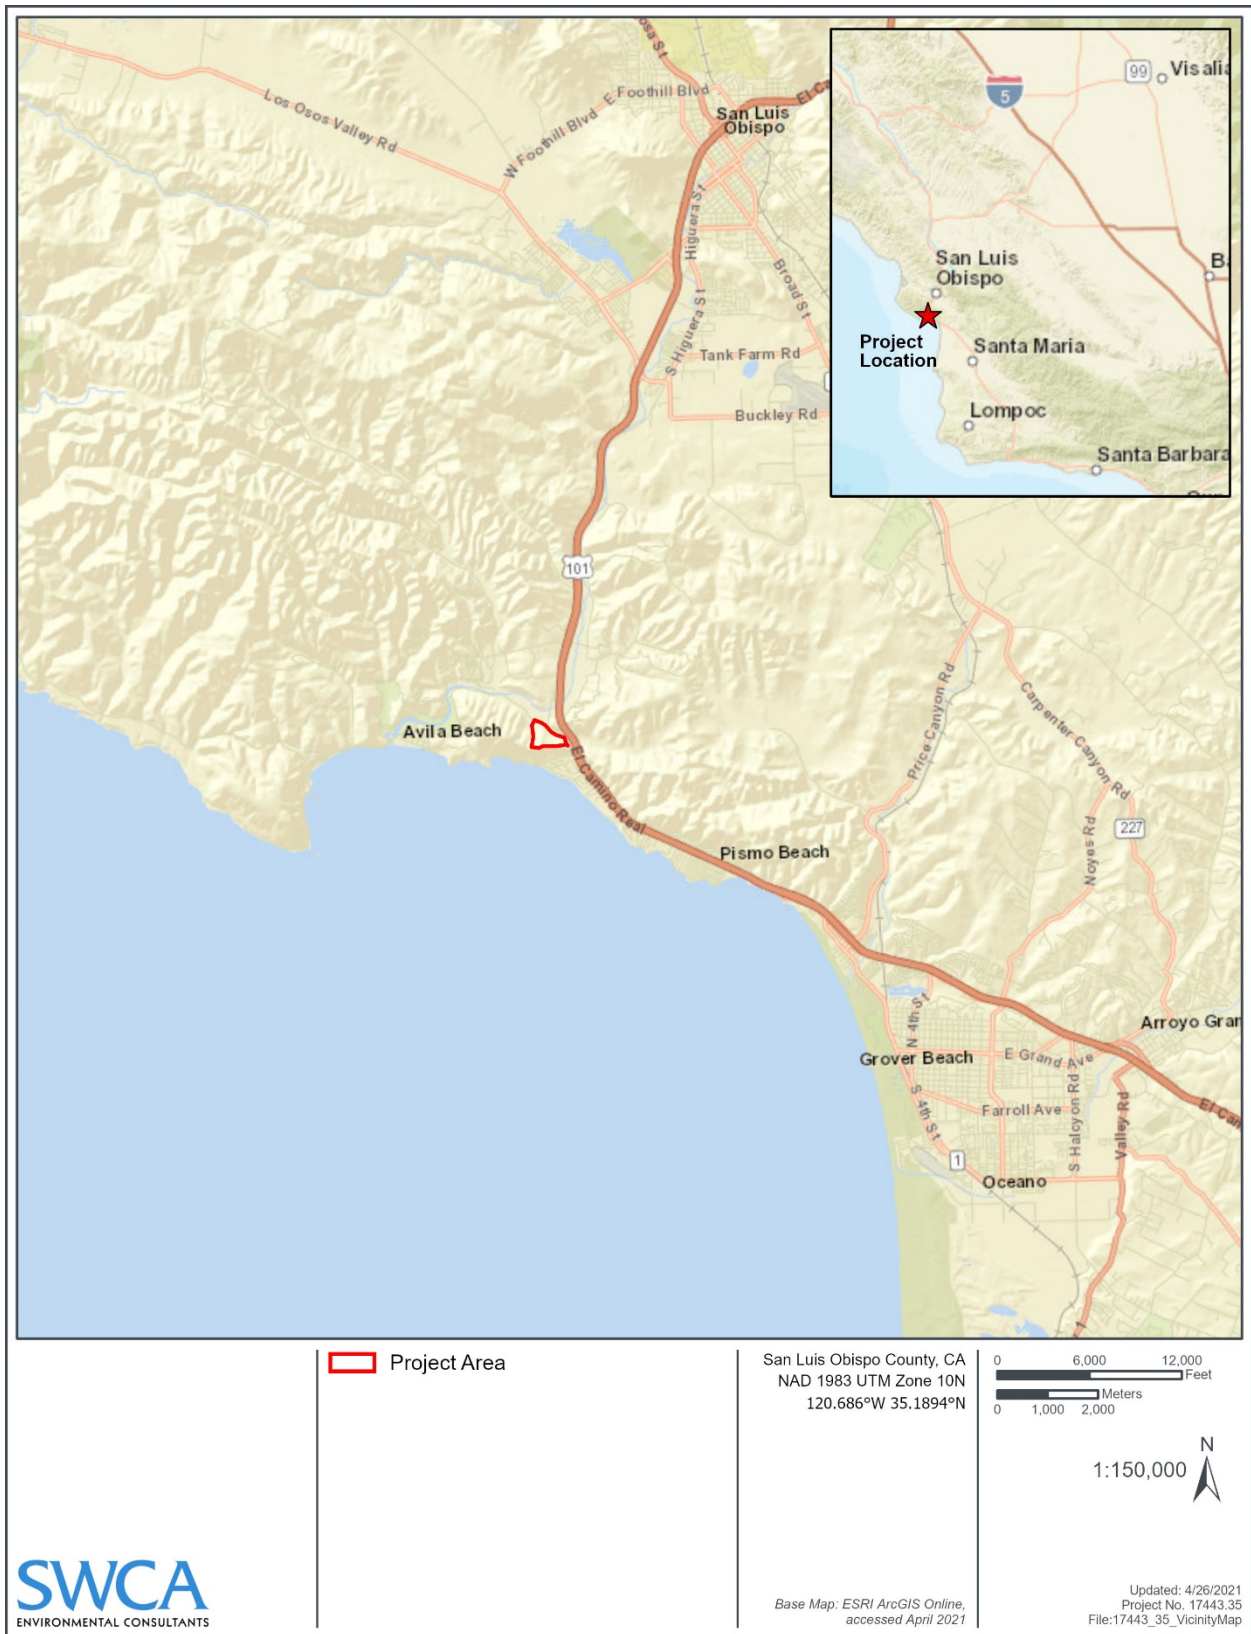 osa St
El Ca
Los Osos Valley Rd
W Foothill Blvd
E Foothill Blvd
San Luis
Obispo
Higuera St
S Higuera St
Broad St
Tank Farm Rd
Buckley Rd
101
Avila Beach
El Camino Real
Pismo Beach
Price Canyon Rd
Carpenter Canyon Rd
Noyes Rd
227
N 4th St
Arroyo Gran
Grover Beach
E Grand Ave
S 4th St
Farroll Ave
S Halcyon Rd
Valley Rd
El Cam
1
Oceano
1
5
99
Visalia
San Luis
Obispo
Project
Location
Santa Maria
Lompoc
Santa Barbara
Project Area
San Luis Obispo County, CA
NAD 1983 UTM Zone 10N
120.686°W 35.1894°N
0 6,000 12,000
Feet
Meters
0 1,000 2,000
N
1:150,000
SWCA
ENVIRONMENTAL CONSULTANTS
Base Map: ESRI ArcGIS Online,
accessed April 2021
Updated: 4/26/2021
Project No. 17443.35
File:17443_35_VicinityMap